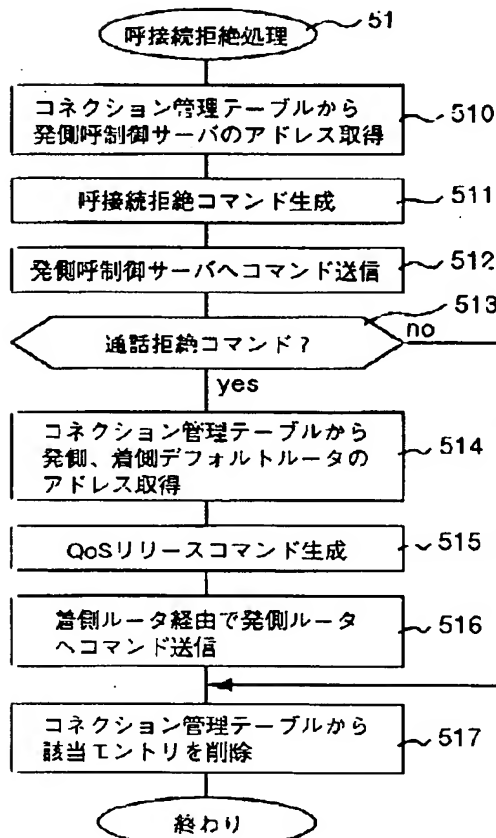 呼接続拒絶処理
51
コネクション管理テーブルから
発側呼制御サーバのアドレス取得
510
呼接続拒絶コマンド生成
511
発側呼制御サーバへコマンド送信
512
513
通話拒絶コマンド?
no
yes
コネクション管理テーブルから
発側、着側デフォルトルータの
アドレス取得
514
QoSリリースコマンド生成
515
着側ルータ経由で発側ルータ
へコマンド送信
516
コネクション管理テーブルから
該当エントリを削除
517
終わり